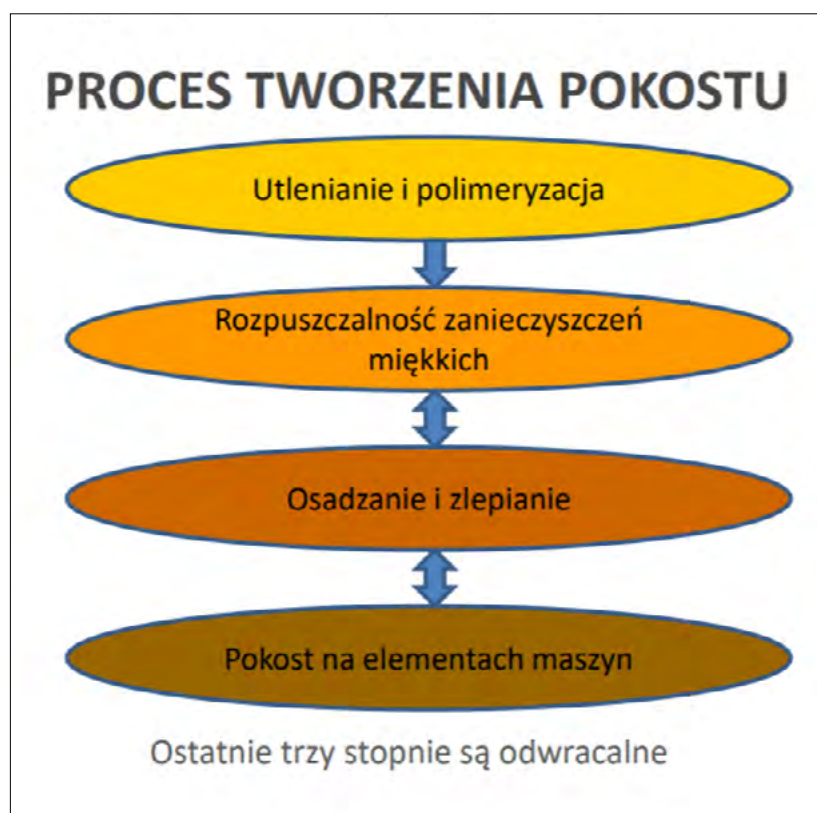 PROCES TWORZENIA POKOSTU
Utlenianie i polimeryzacja
Rozpuszczalność zanieczyszczeń
miękkich
Osadzanie i zlepianie
Pokost na elementach maszyn
Ostatnie trzy stopnie są odwracalne